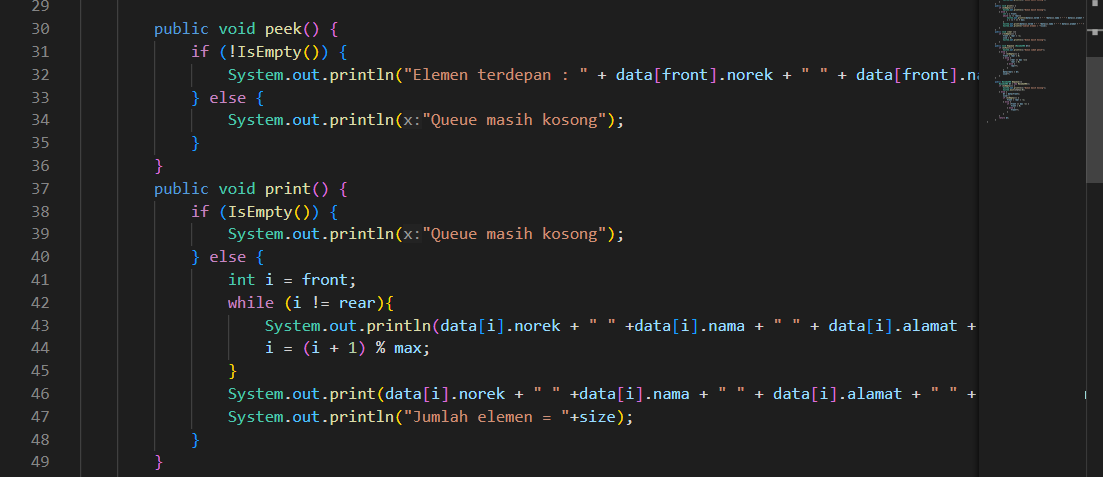 29
30 public void peek() {
31 if (!IsEmpty()) {
32 System.out.println("Elemen terdepan : " + data[front].norek + " " + data[front].na
33 } else {
34 System.out.println(x:"Queue masih kosong");
35 }
36 }
37 public void print() {
38 if (IsEmpty()) {
39 System.out.println(x:"Queue masih kosong");
40 } else {
41 int i = front;
42 while (i != rear){
43 System.out.println(data[i].norek + " " +data[i].nama + " " + data[i].alamat +
44 i = (i + 1) % max;
45 }
46 System.out.print(data[i].norek + " " +data[i].nama + " " + data[i].alamat + " " +
47 System.out.println("Jumlah elemen = "+size);
48 }
49 }